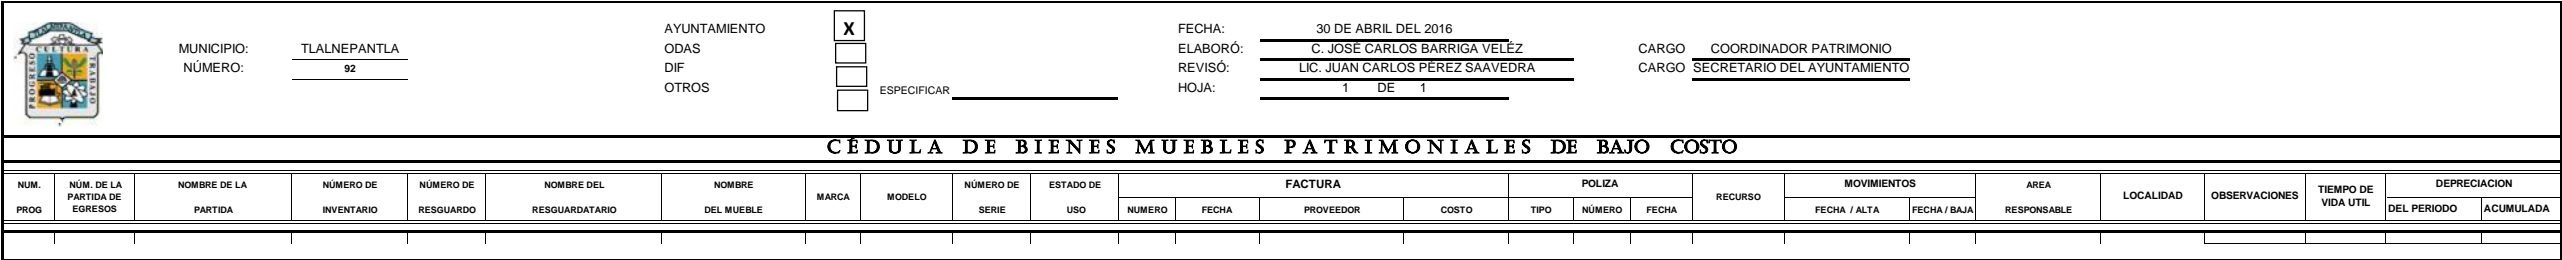 TLALNEPANTLA
CULTURA
PROGRESO
TRABAJO
AYUNTAMIENTO X FECHA: 30 DE ABRIL DEL 2016
MUNICIPIO: TLALNEPANTLA ODAS ELABORÓ: C. JOSÉ CARLOS BARRIGA VELÉZ CARGO COORDINADOR PATRIMONIO
NÚMERO: 92 DIF REVISÓ: LIC. JUAN CARLOS PÉREZ SAAVEDRA CARGO SECRETARIO DEL AYUNTAMIENTO
OTROS ESPECIFICAR HOJA: 1 DE 1
CÉDULA DE BIENES MUEBLES PATRIMONIALES DE BAJO COSTO
NUM. PROG
NÚM. DE LA PARTIDA DE EGRESOS
NOMBRE DE LA PARTIDA
NÚMERO DE INVENTARIO
NÚMERO DE RESGUARDO
NOMBRE DEL RESGUARDATARIO
NOMBRE DEL MUEBLE
MARCA
MODELO
NÚMERO DE SERIE
ESTADO DE USO
FACTURA
NUMERO FECHA PROVEEDOR COSTO
POLIZA
TIPO NÚMERO FECHA
RECURSO
MOVIMIENTOS
FECHA / ALTA FECHA / BAJA
AREA RESPONSABLE
LOCALIDAD
OBSERVACIONES
TIEMPO DE VIDA UTIL
DEPRECIACION
DEL PERIODO ACUMULADA